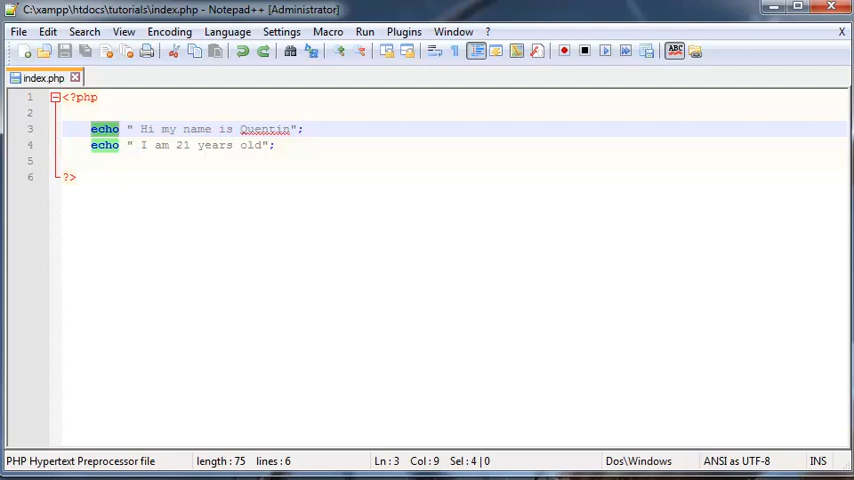 C:\xampp\htdocs\tutorials\index.php - Notepad++ [Administrator]
File Edit Search View Encoding Language Settings Macro Run Plugins Window ? X
ABC
index.php
1 <?php
2
3 echo " Hi my name is Quentin";
4 echo " I am 21 years old";
5
6 ?>
PHP Hypertext Preprocessor file length : 75 lines : 6 Ln : 3 Col : 9 Sel : 4 | 0 Dos\Windows ANSI as UTF-8 INS